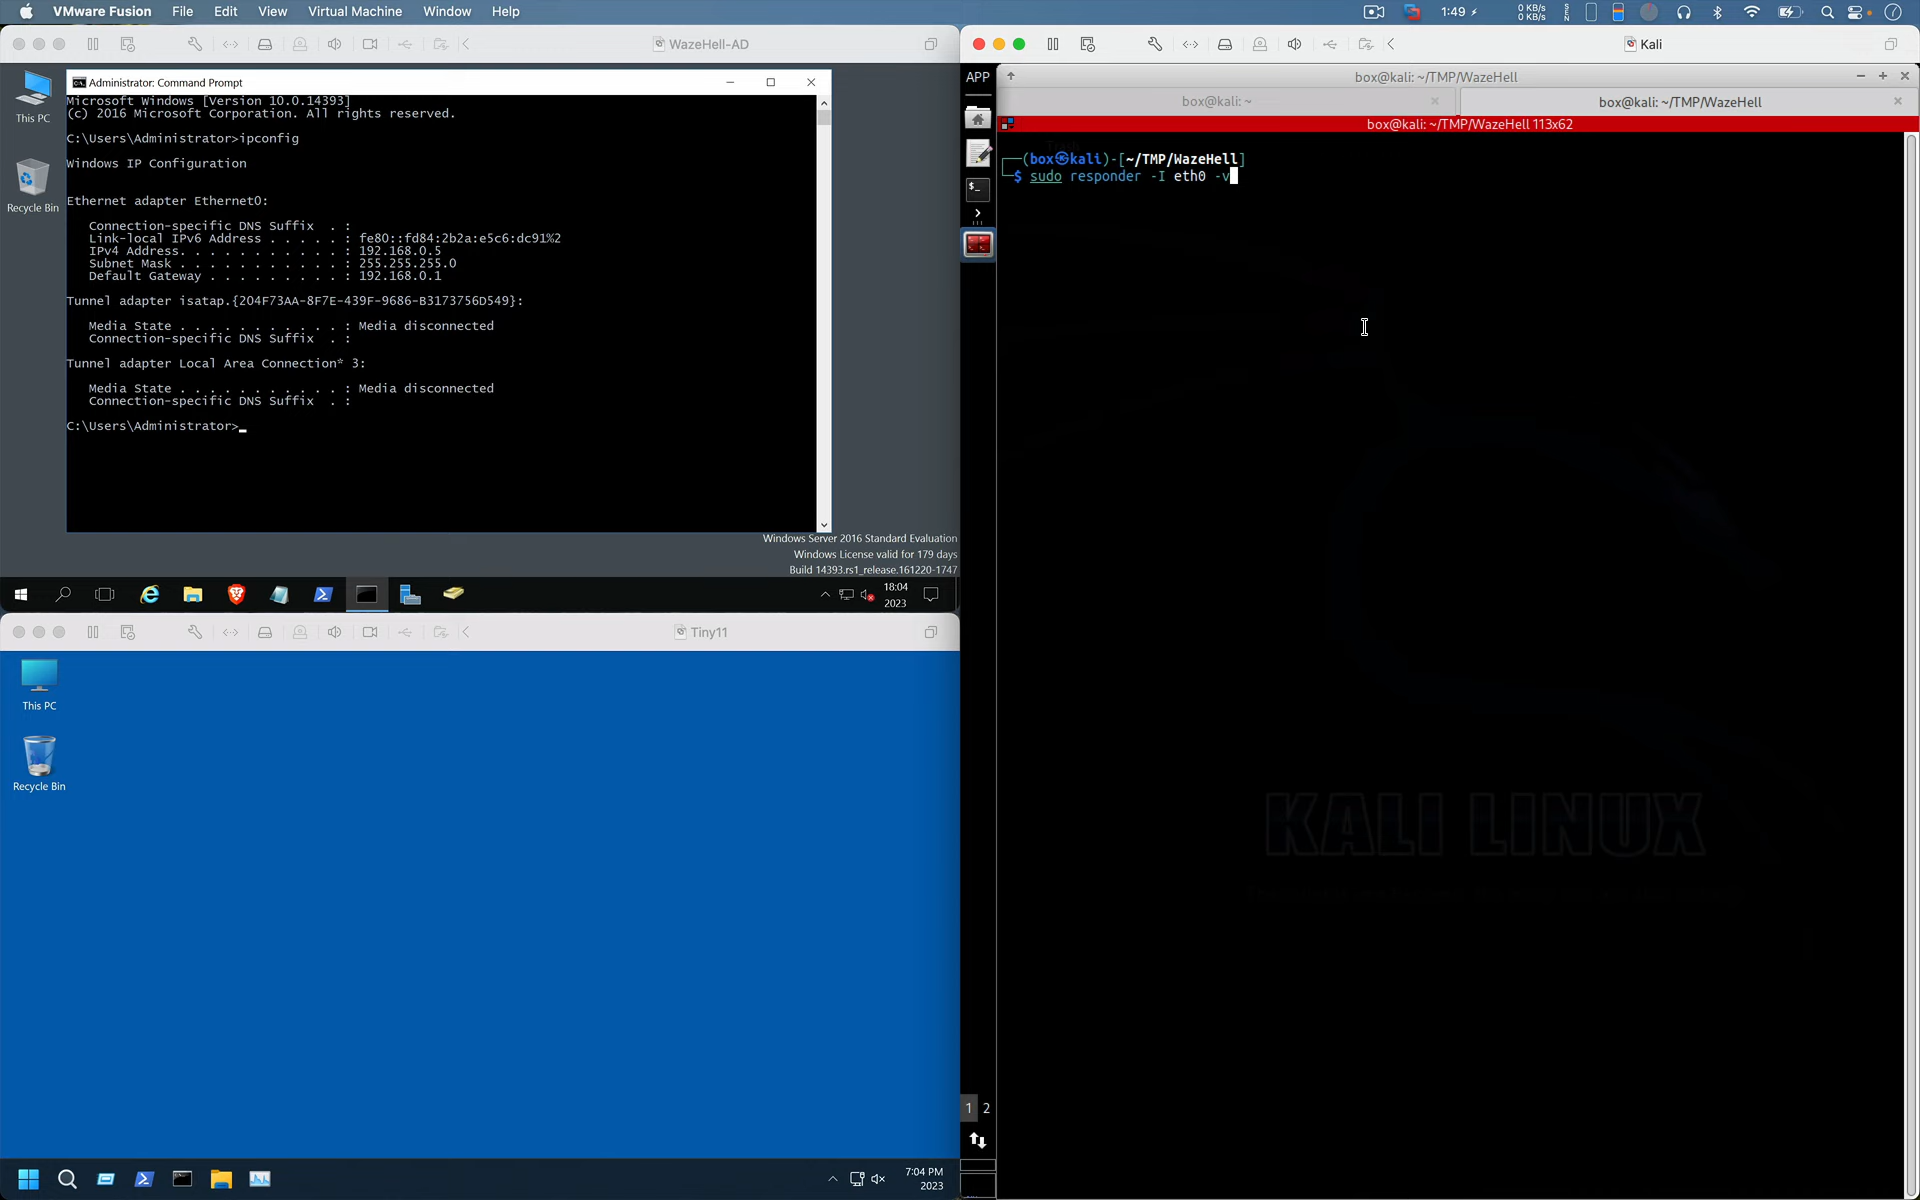 VMware Fusion File Edit View Virtual Machine Window Help
0 KB/s
0 KB/s
SEN
1:49
WazeHell-AD
This PC
Recycle Bin
Administrator: Command Prompt
Microsoft Windows [Version 10.0.14393]
(c) 2016 Microsoft Corporation. All rights reserved.
C:\Users\Administrator>ipconfig
Windows IP Configuration
Ethernet adapter Ethernet0:
Connection-specific DNS Suffix . :
Link-local IPv6 Address . . . . . : fe80::fd84:2b2a:e5c6:dc91%2
IPv4 Address. . . . . . . . . . . : 192.168.0.5
Subnet Mask . . . . . . . . . . . : 255.255.255.0
Default Gateway . . . . . . . . . : 192.168.0.1
Tunnel adapter isatap.{204F73AA-8F7E-439F-9686-B3173756D549}:
Media State . . . . . . . . . . . : Media disconnected
Connection-specific DNS Suffix . :
Tunnel adapter Local Area Connection* 3:
Media State . . . . . . . . . . . : Media disconnected
Connection-specific DNS Suffix . :
C:\Users\Administrator>_
Windows Server 2016 Standard Evaluation
Windows License valid for 179 days
Build 14393.rs1_release.161220-1747
18:04
2023
Tiny11
This PC
Recycle Bin
7:04 PM
2023
Kali
APP
box@kali: ~/TMP/WazeHell
box@kali: ~
box@kali: ~/TMP/WazeHell
box@kali: ~/TMP/WazeHell 113x62
(box㉿kali)-[~/TMP/WazeHell]
$ sudo responder -I eth0 -v
KALI LINUX
1 2